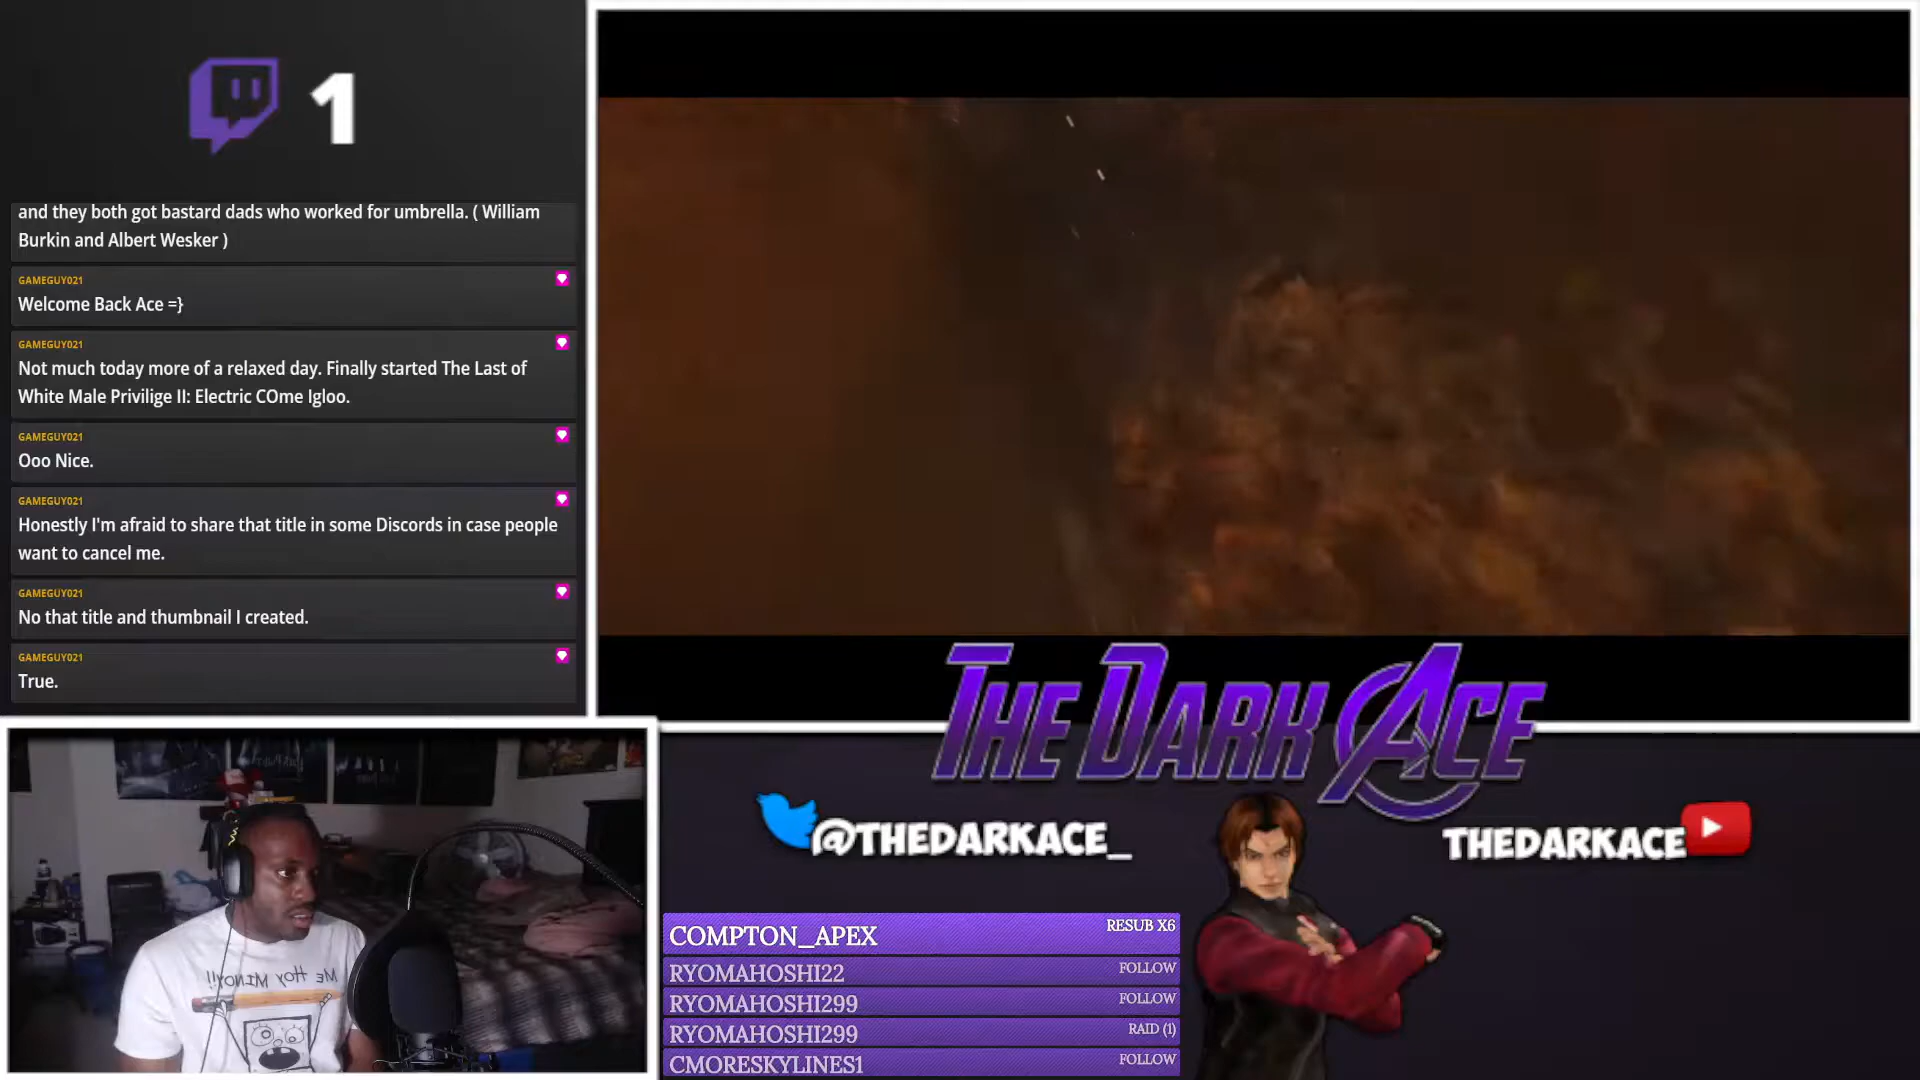 1
and they both got bastard dads who worked for umbrella. ( William
Burkin and Albert Wesker )
GAMEGUY021
Welcome Back Ace =}
GAMEGUY021
Not much today more of a relaxed day. Finally started The Last of
White Male Privilige II: Electric COme Igloo.
GAMEGUY021
Ooo Nice.
GAMEGUY021
Honestly I'm afraid to share that title in some Discords in case people
want to cancel me.
GAMEGUY021
No that title and thumbnail I created.
GAMEGUY021
True.
THE DARK ACE
@THEDARKACE_
THEDARKACE
COMPTON_APEX RESUB X6
RYOMAHOSHI22 FOLLOW
RYOMAHOSHI299 FOLLOW
RYOMAHOSHI299 RAID (1)
CMORESKYLINES1 FOLLOW
ME HOY MINOY!!